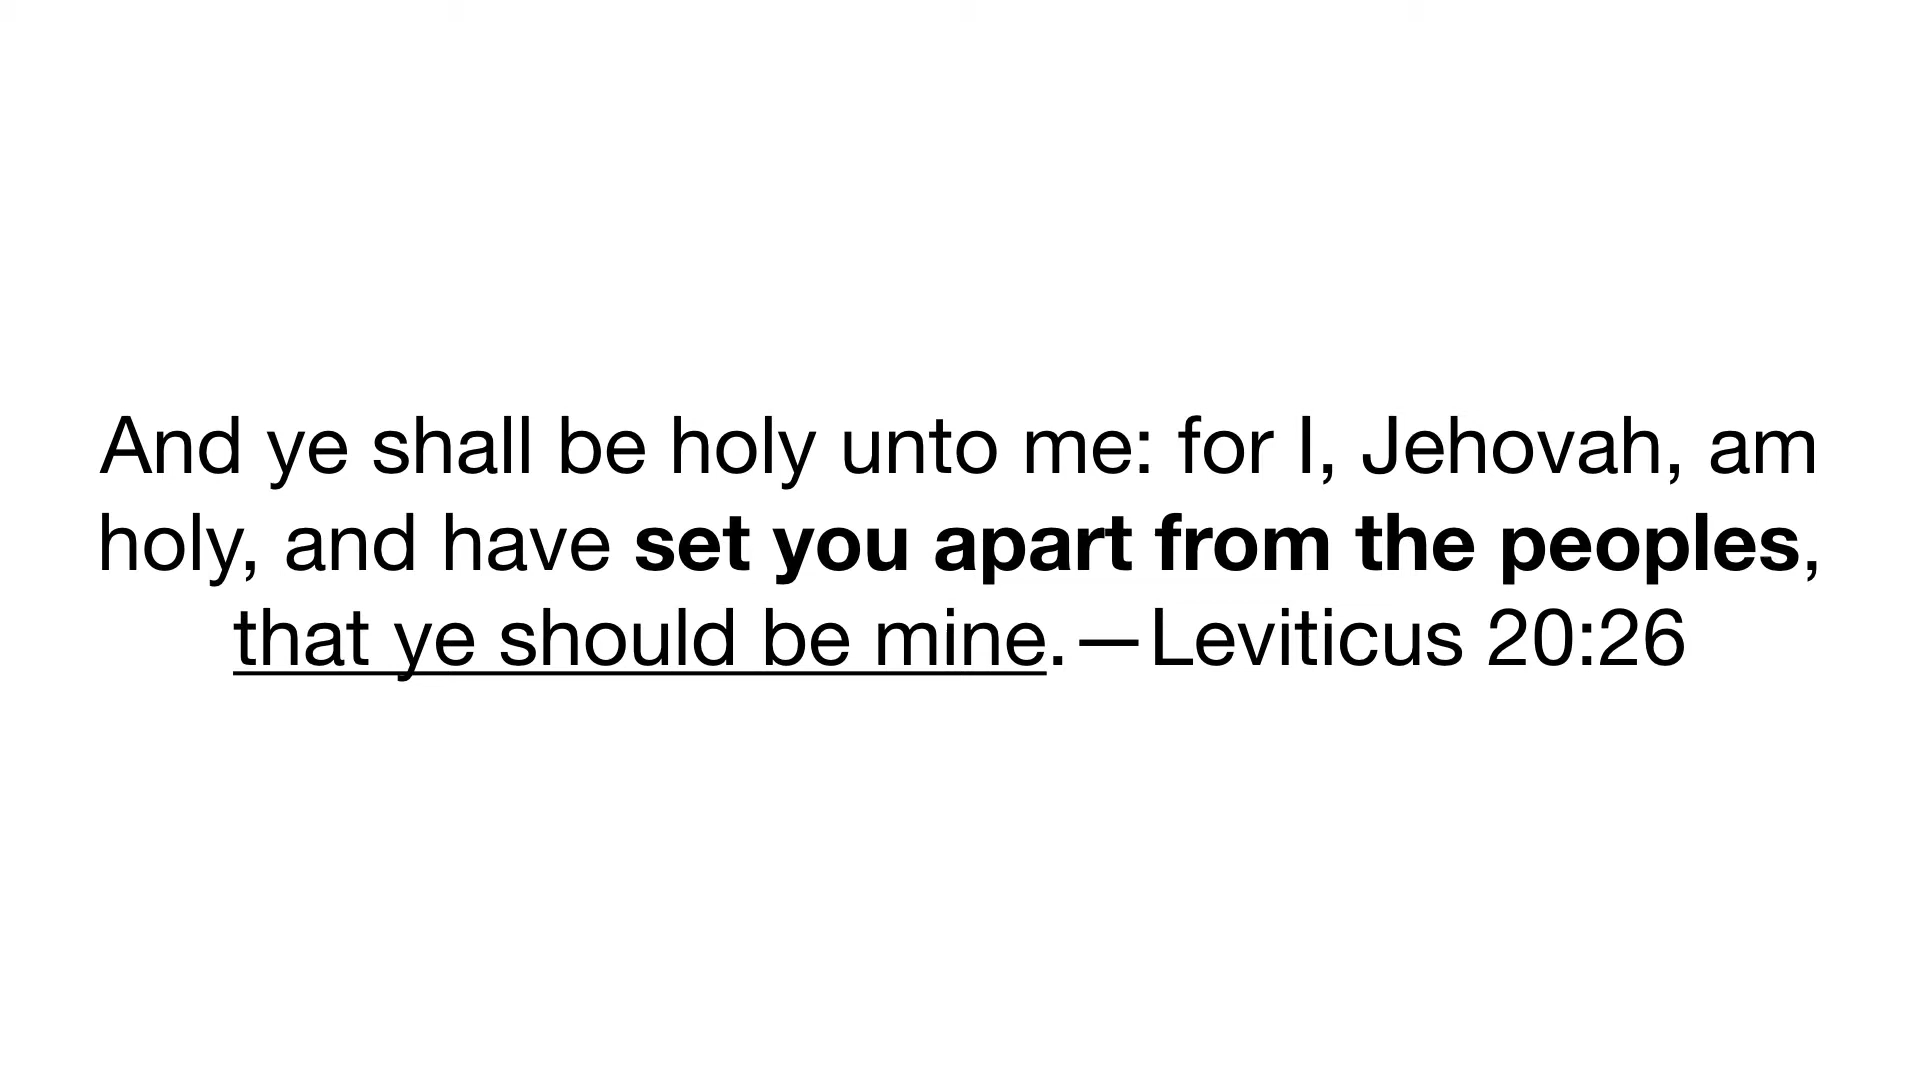 And ye shall be holy unto me: for I, Jehovah, am
holy, and have set you apart from the peoples,
that ye should be mine.—Leviticus 20:26